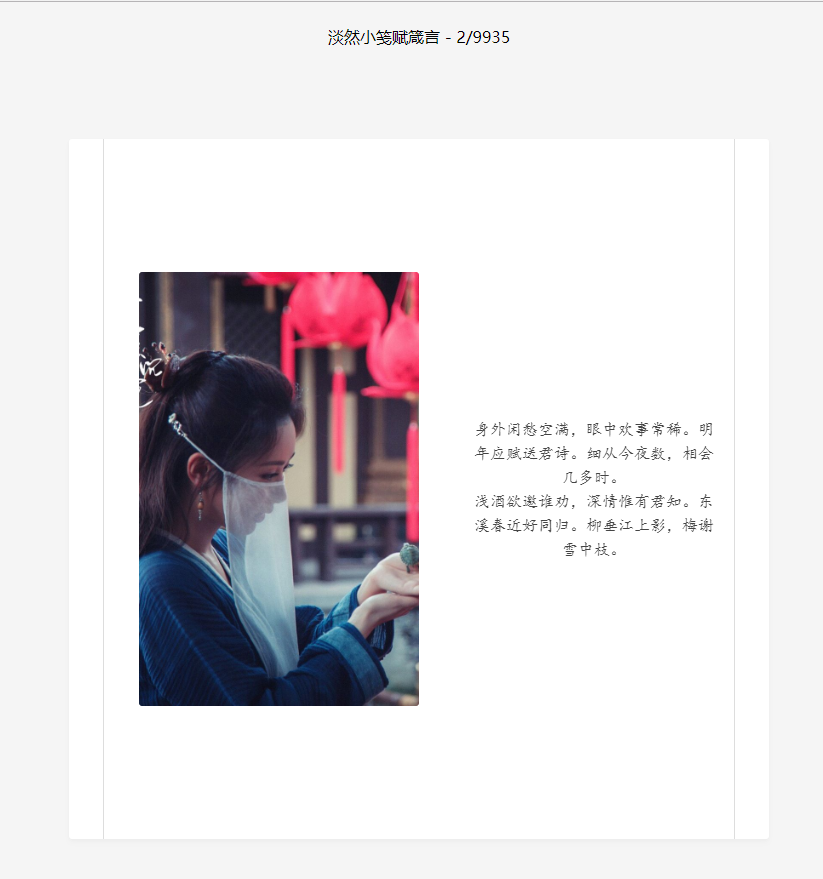 淡然小笺赋箴言 - 2/9935
身外闲愁空满，眼中欢事常稀。明
年应赋送君诗。细从今夜数，相会
几多时。
浅酒欲邀谁劝，深情惟有君知。东
溪春近好同归。柳垂江上影，梅谢
雪中枝。